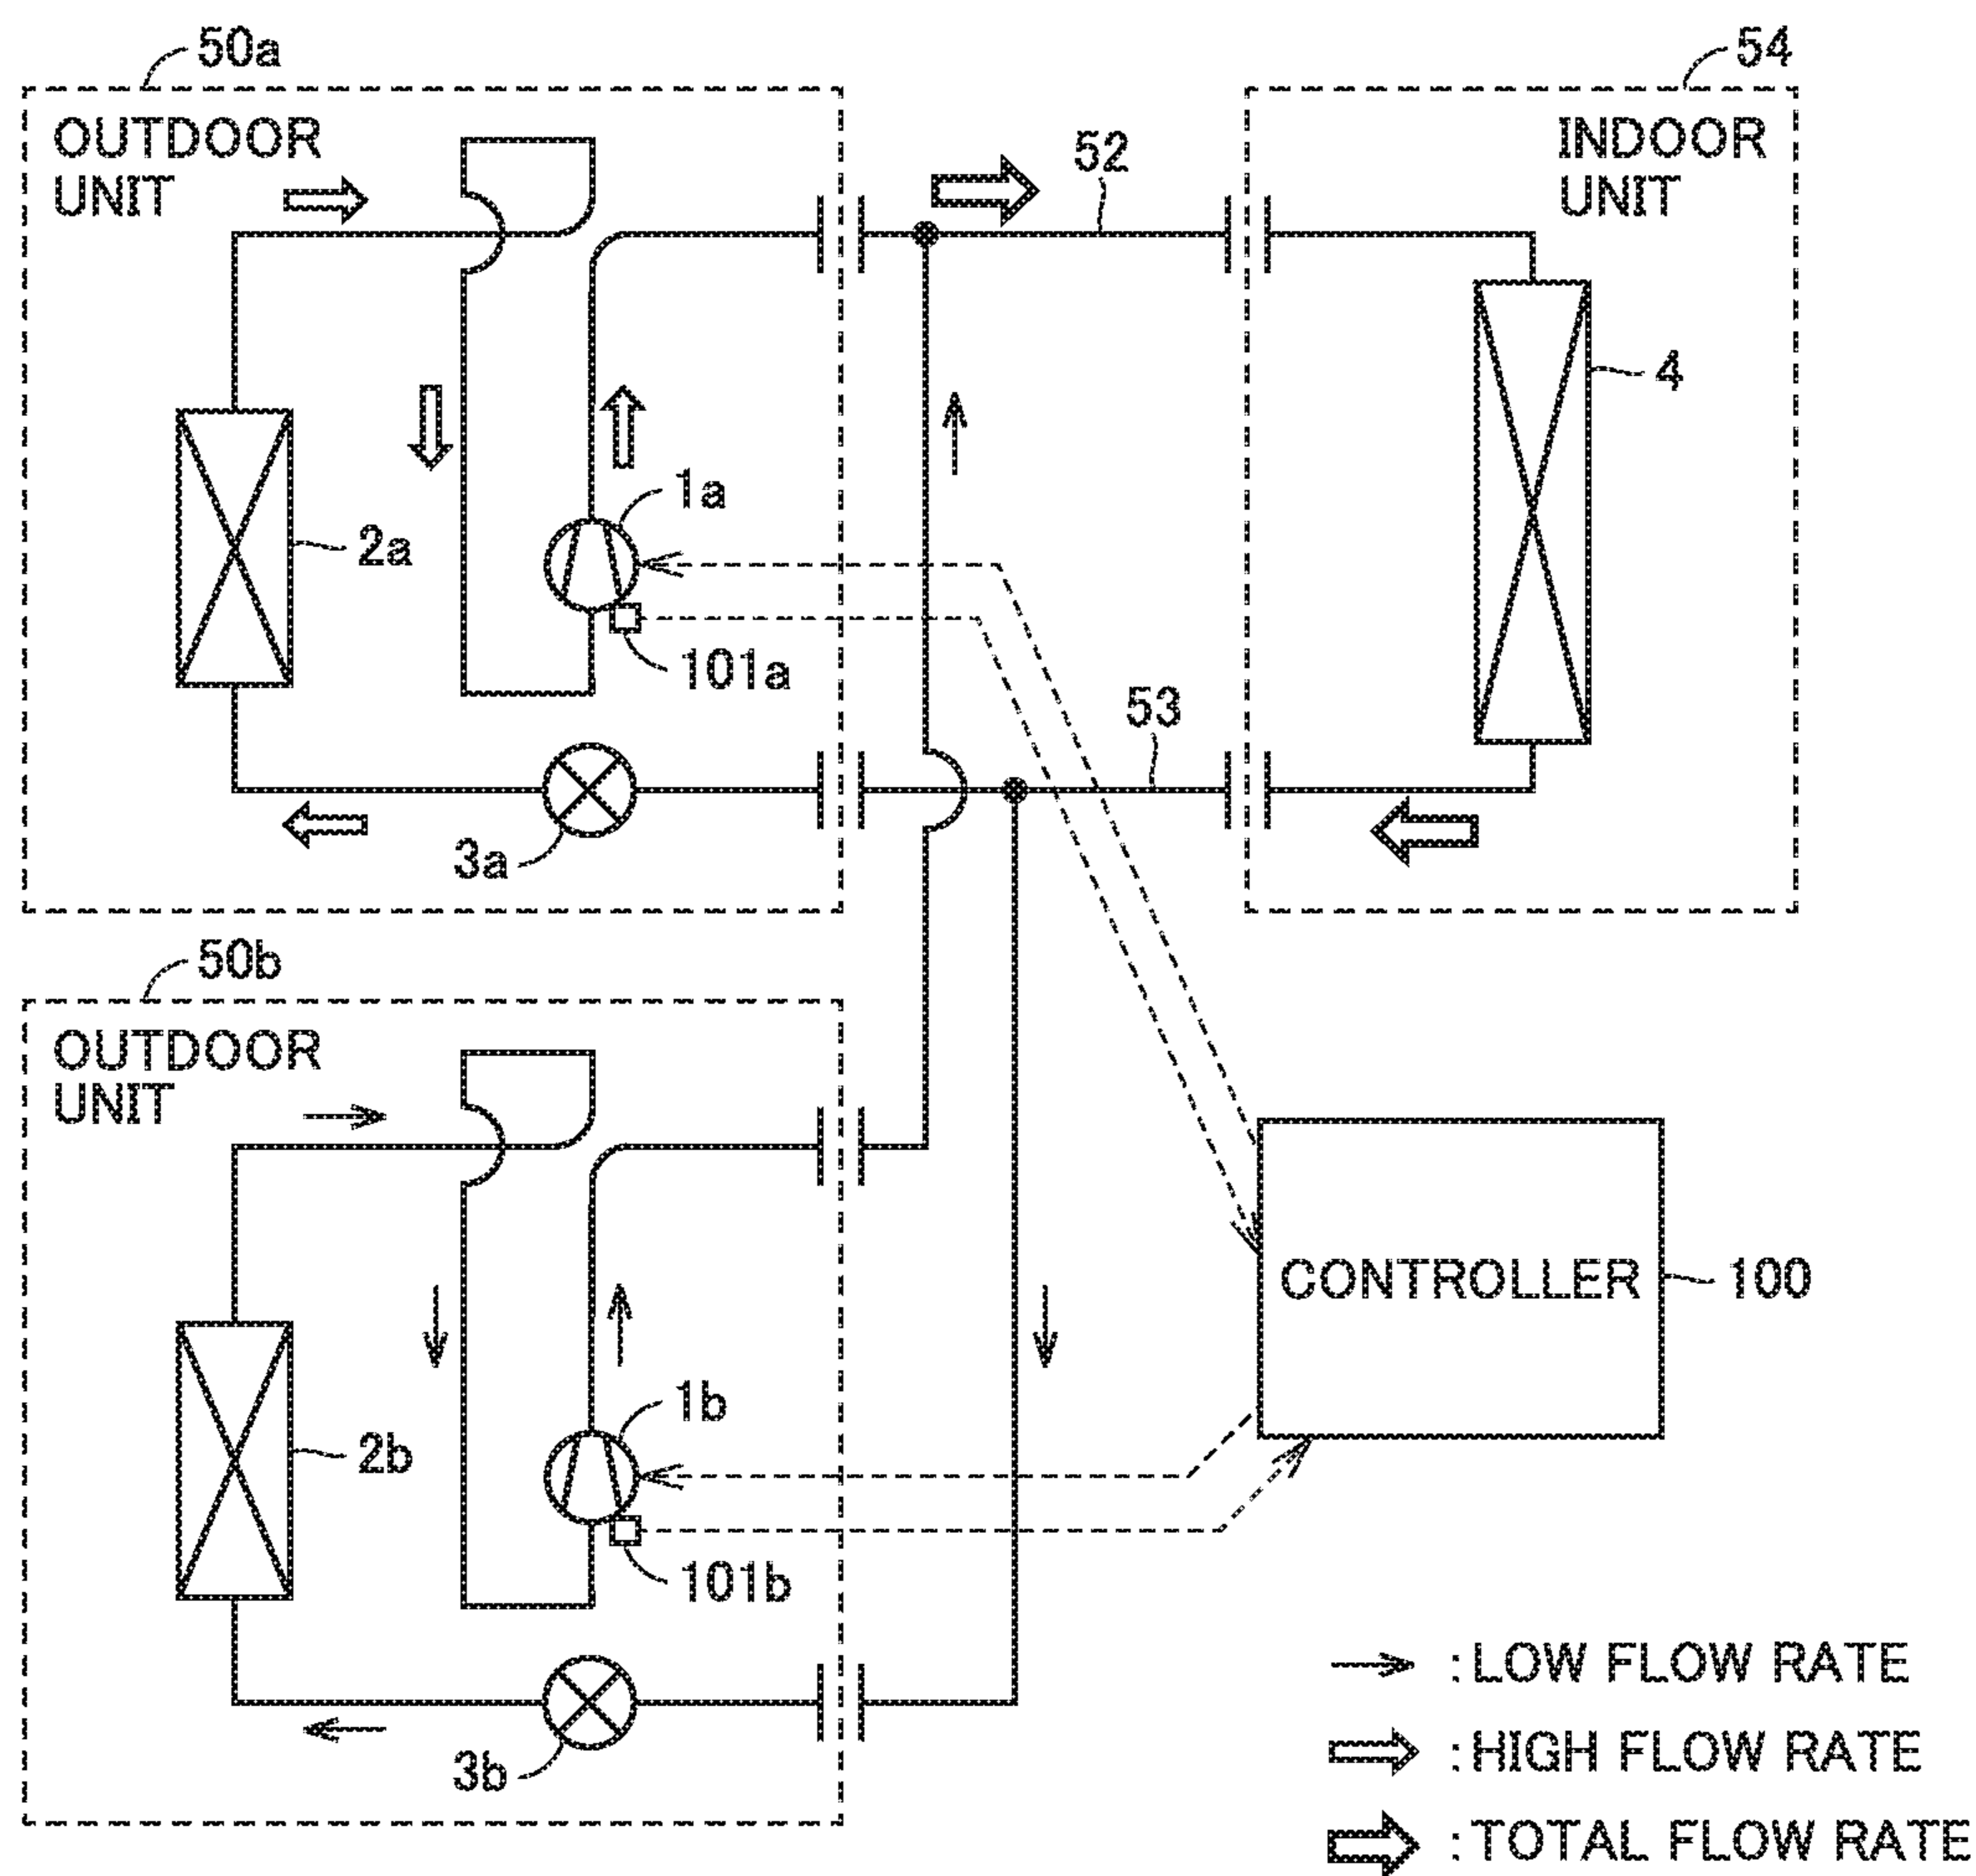 50a
54
OUTDOOR
UNIT
INDOOR
UNIT
52
4
1a
2a
101a
53
3a
50b
OUTDOOR
UNIT
CONTROLLER
100
1b
2b
101b
3b
: LOW FLOW RATE
: HIGH FLOW RATE
: TOTAL FLOW RATE